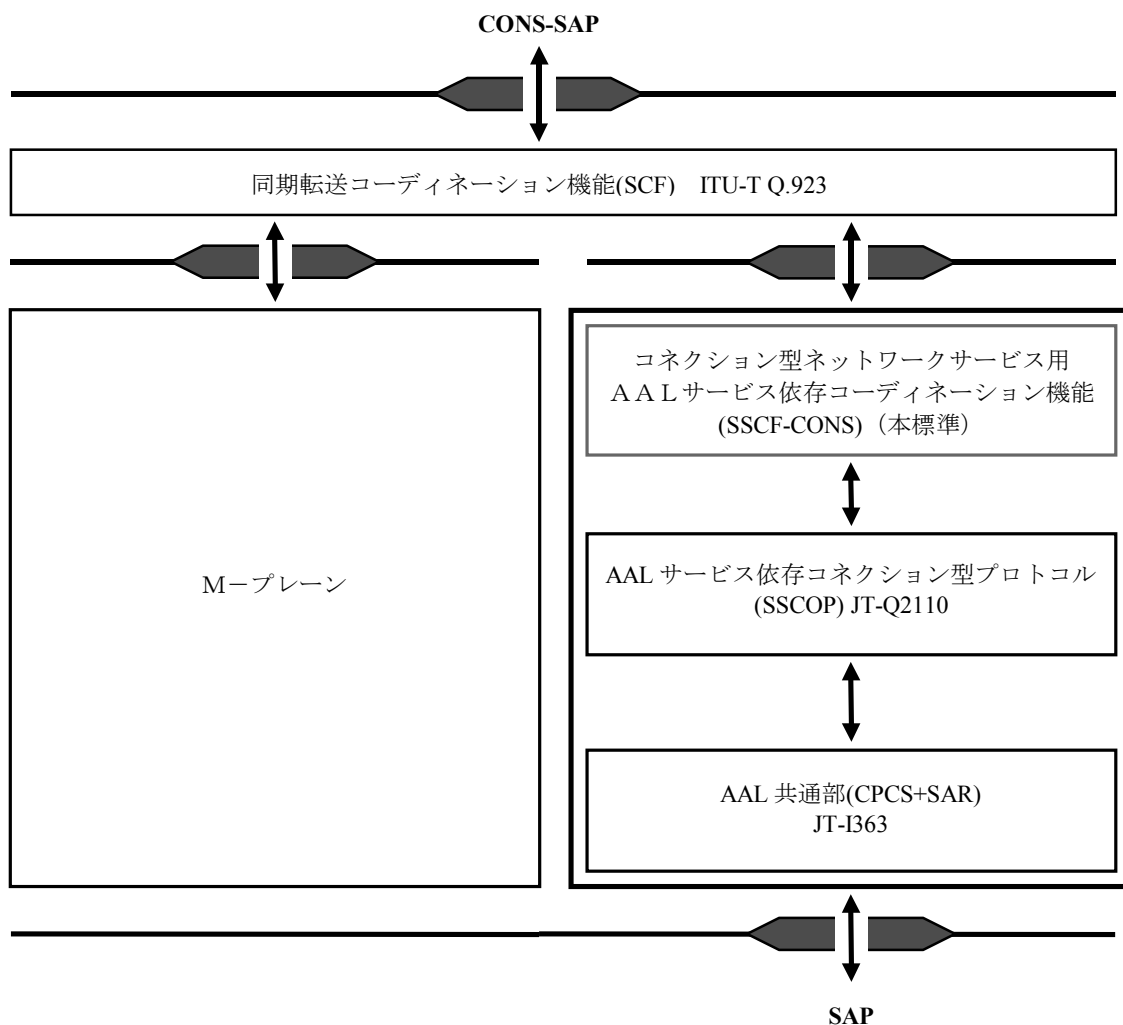 CONS-SAP
同期転送コーディネーション機能(SCF) ITU-T Q.923
M-プレーン
コネクション型ネットワークサービス用
AALサービス依存コーディネーション機能
(SSCF-CONS)(本標準)
AAL サービス依存コネクション型プロトコル
(SSCOP) JT-Q2110
AAL 共通部(CPCS+SAR)
JT-I363
SAP